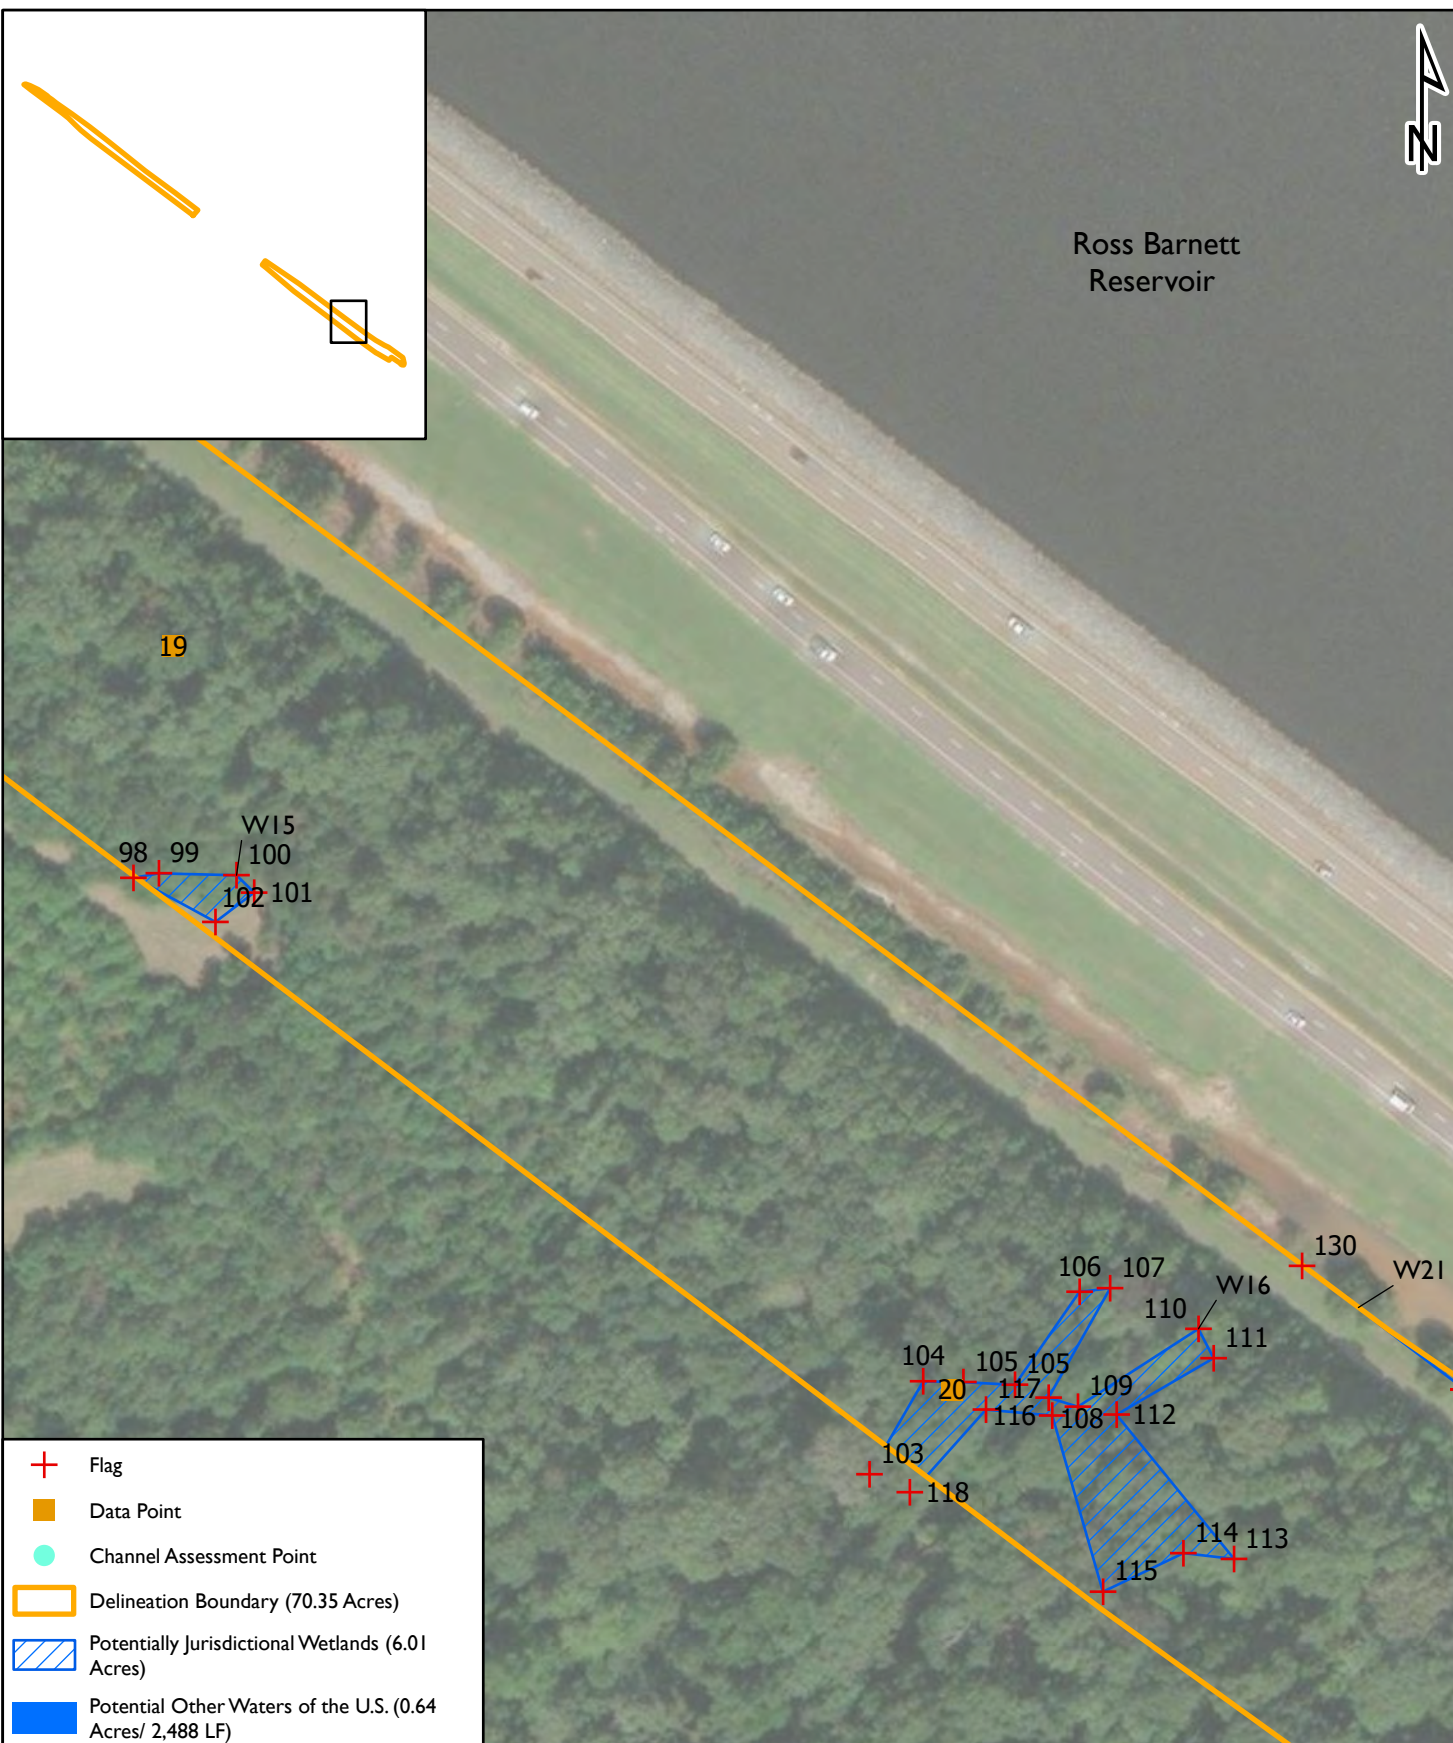 N
Ross Barnett
Reservoir
19
W15
98
99
100
102
101
130
W21
106
107
W16
110
111
104
105
105
20
117
109
116
108
112
103
118
114
113
115
Flag
Data Point
Channel Assessment Point
Delineation Boundary (70.35 Acres)
Potentially Jurisdictional Wetlands (6.01
Acres)
Potential Other Waters of the U.S. (0.64
Acres/ 2,488 LF)